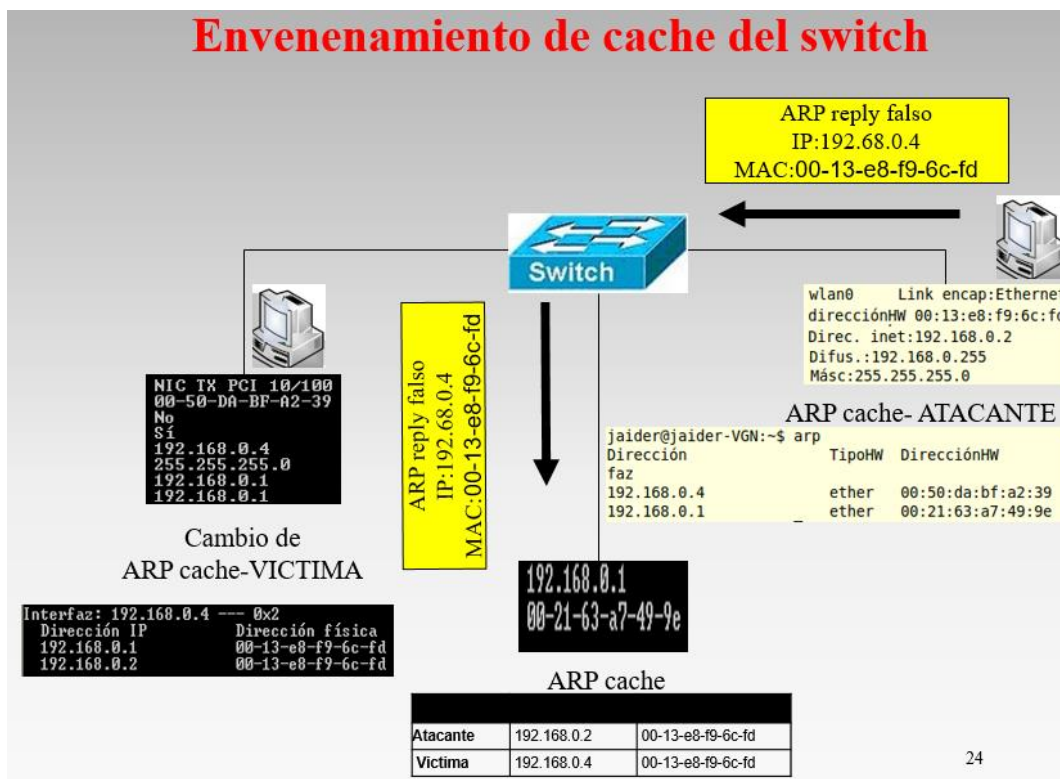 Envenenamiento de cache del switch
ARP reply falso
IP:192.68.0.4
MAC:00-13-e8-f9-6c-fd
Switch
wlan0 Link encap:Ethernet
direcciónHW 00:13:e8:f9:6c:fd
Direc. inet:192.168.0.2
Difus.:192.168.0.255
Másc:255.255.255.0
ARP cache- ATACANTE
jaider@jaider-VGN:~$ arp
Dirección TipoHW DirecciónHW
faz
192.168.0.4 ether 00:50:da:bf:a2:39
192.168.0.1 ether 00:21:63:a7:49:9e
NIC TX PCI 10/100
00-50-DA-BF-A2-39
No
Sí
192.168.0.4
255.255.255.0
192.168.0.1
192.168.0.1
ARP reply falso
IP:192.68.0.4
MAC:00-13-e8-f9-6c-fd
Cambio de
ARP cache-VICTIMA
Interfaz: 192.168.0.4 --- 0x2
Dirección IP Dirección física
192.168.0.1 00-13-e8-f9-6c-fd
192.168.0.2 00-13-e8-f9-6c-fd
192.168.0.1
00-21-63-a7-49-9e
ARP cache
Atacante 192.168.0.2 00-13-e8-f9-6c-fd
Victima 192.168.0.4 00-13-e8-f9-6c-fd
24